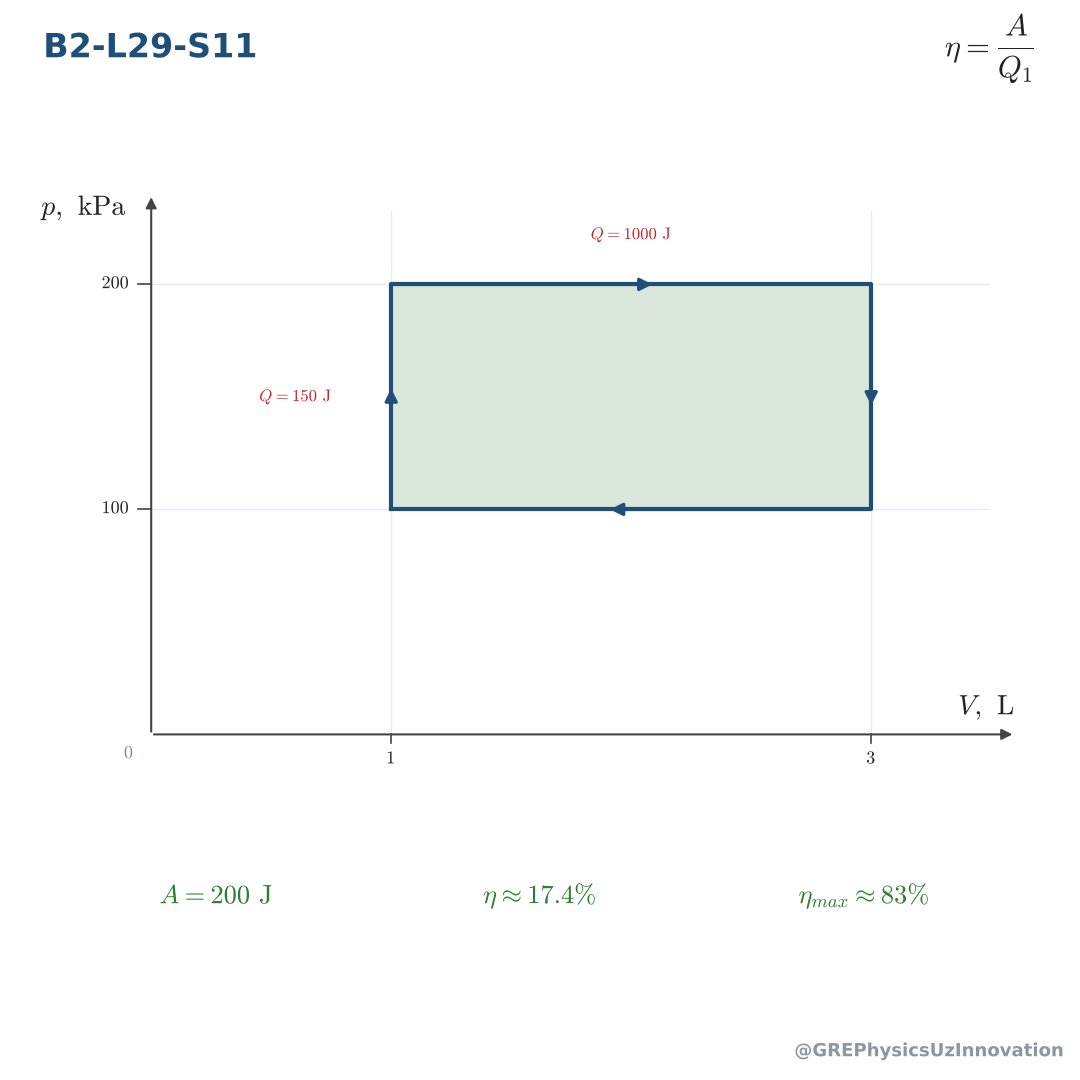 B2-L29-S11
η = A/Q₁
p, kPa
Q = 1000 J
200
Q = 150 J
100
V, L
0
1
3
A = 200 J
η ≈ 17.4%
ηₘₐₓ ≈ 83%
@GREPhysicsUzInnovation